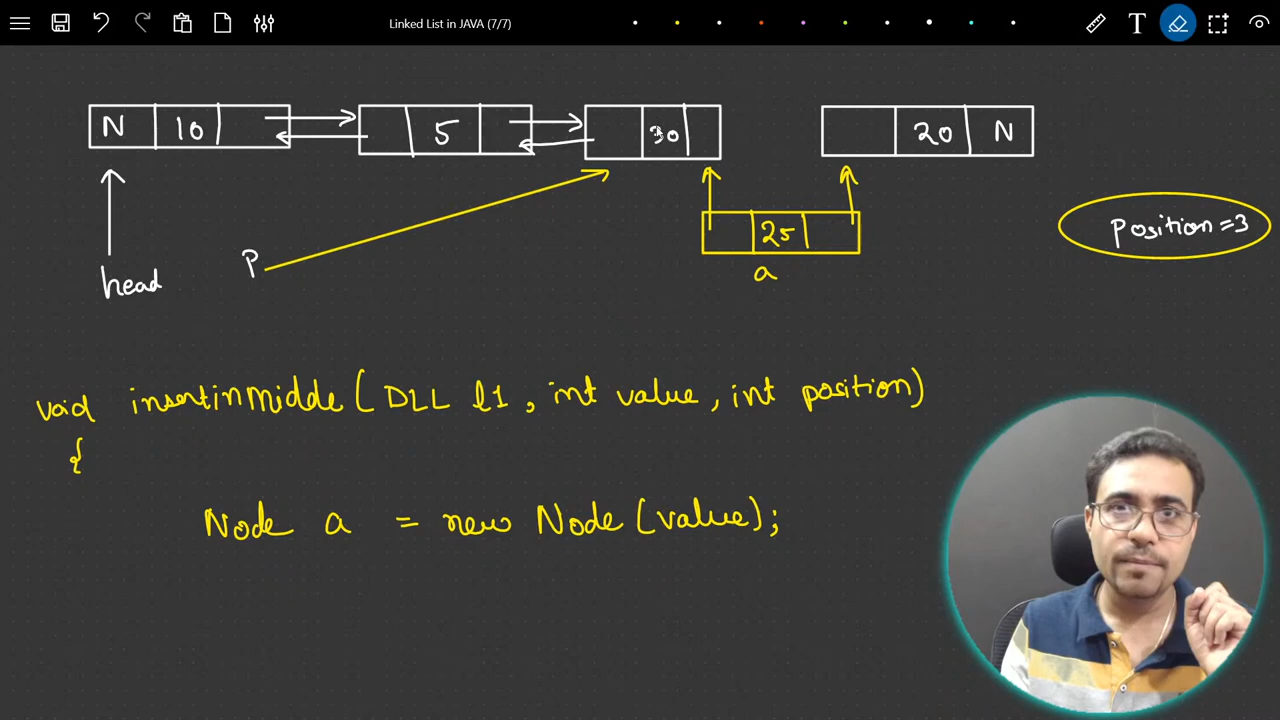 Linked List in JAVA (7/7)
T
N 10
5
30
20 N
25
a
position=3
P
head
void insertinmidde(DLL l1, int value, int position)
{
Node a = new Node(value);